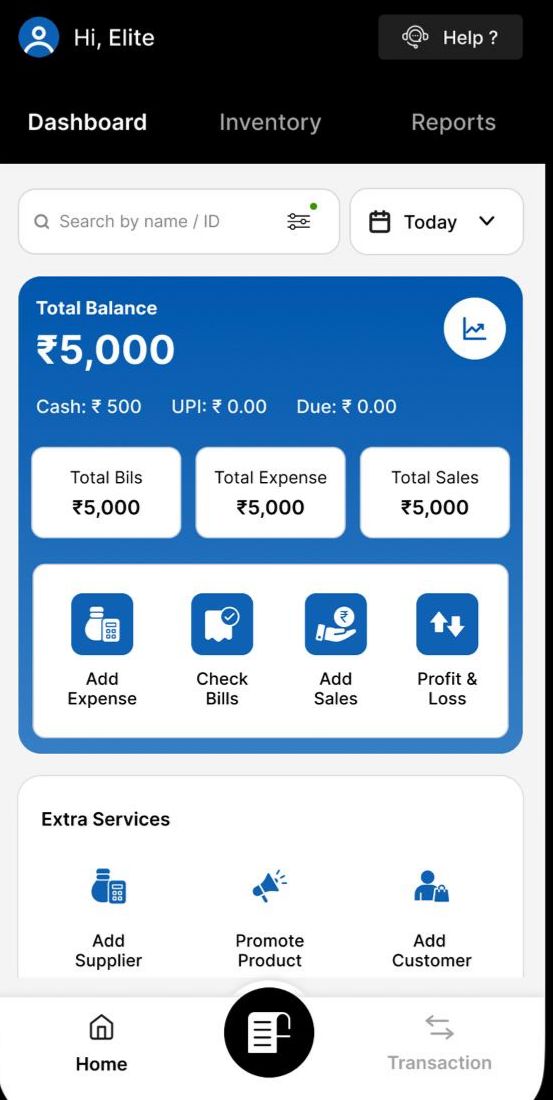 Hi, Elite
Help ?
Dashboard Inventory Reports
Search by name / ID
Today
Total Balance
₹5,000
Cash: ₹ 500 UPI: ₹ 0.00 Due: ₹ 0.00
Total Bils Total Expense Total Sales
₹5,000 ₹5,000 ₹5,000
₹
Add Check Add Profit &
Expense Bills Sales Loss
Extra Services
Add Promote Add
Supplier Product Customer
Home Transaction